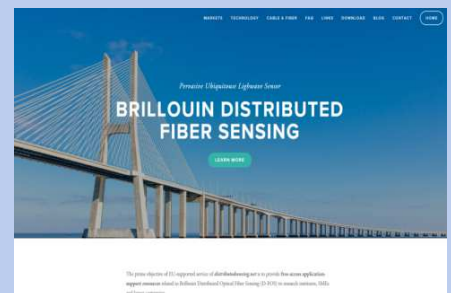 MARKETS TECHNOLOGY CABLE & FIBER FAQ LINKS DOWNLOAD BLOG CONTACT HOME
Pervasive Ubiquitous Lightwave Sensor
BRILLOUIN DISTRIBUTED
FIBER SENSING
LEARN MORE
The prime objective of EU supported service of distributedsensing.net is to provide free-access application
support resources related to Brillouin Distributed Optical Fiber Sensing (D-FOS) to research institutes, SMEs